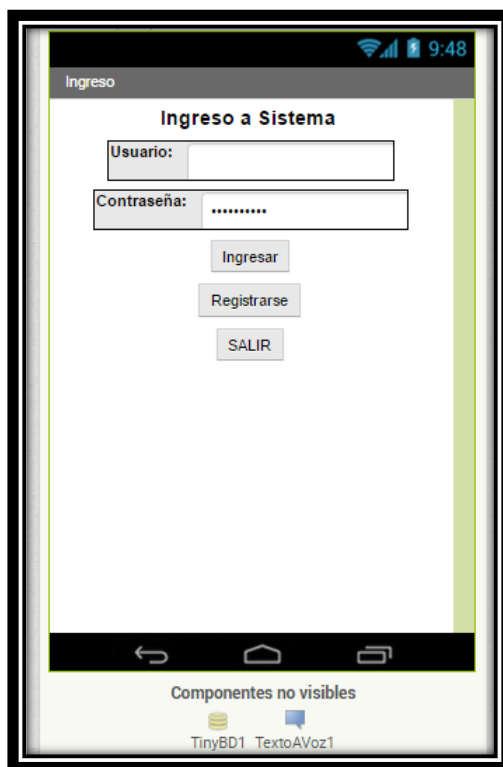 9:48
Ingreso
Ingreso a Sistema
Usuario:
Contraseña: ••••••••••
Ingresar
Registrarse
SALIR
Componentes no visibles
TinyBD1 TextoAVoz1